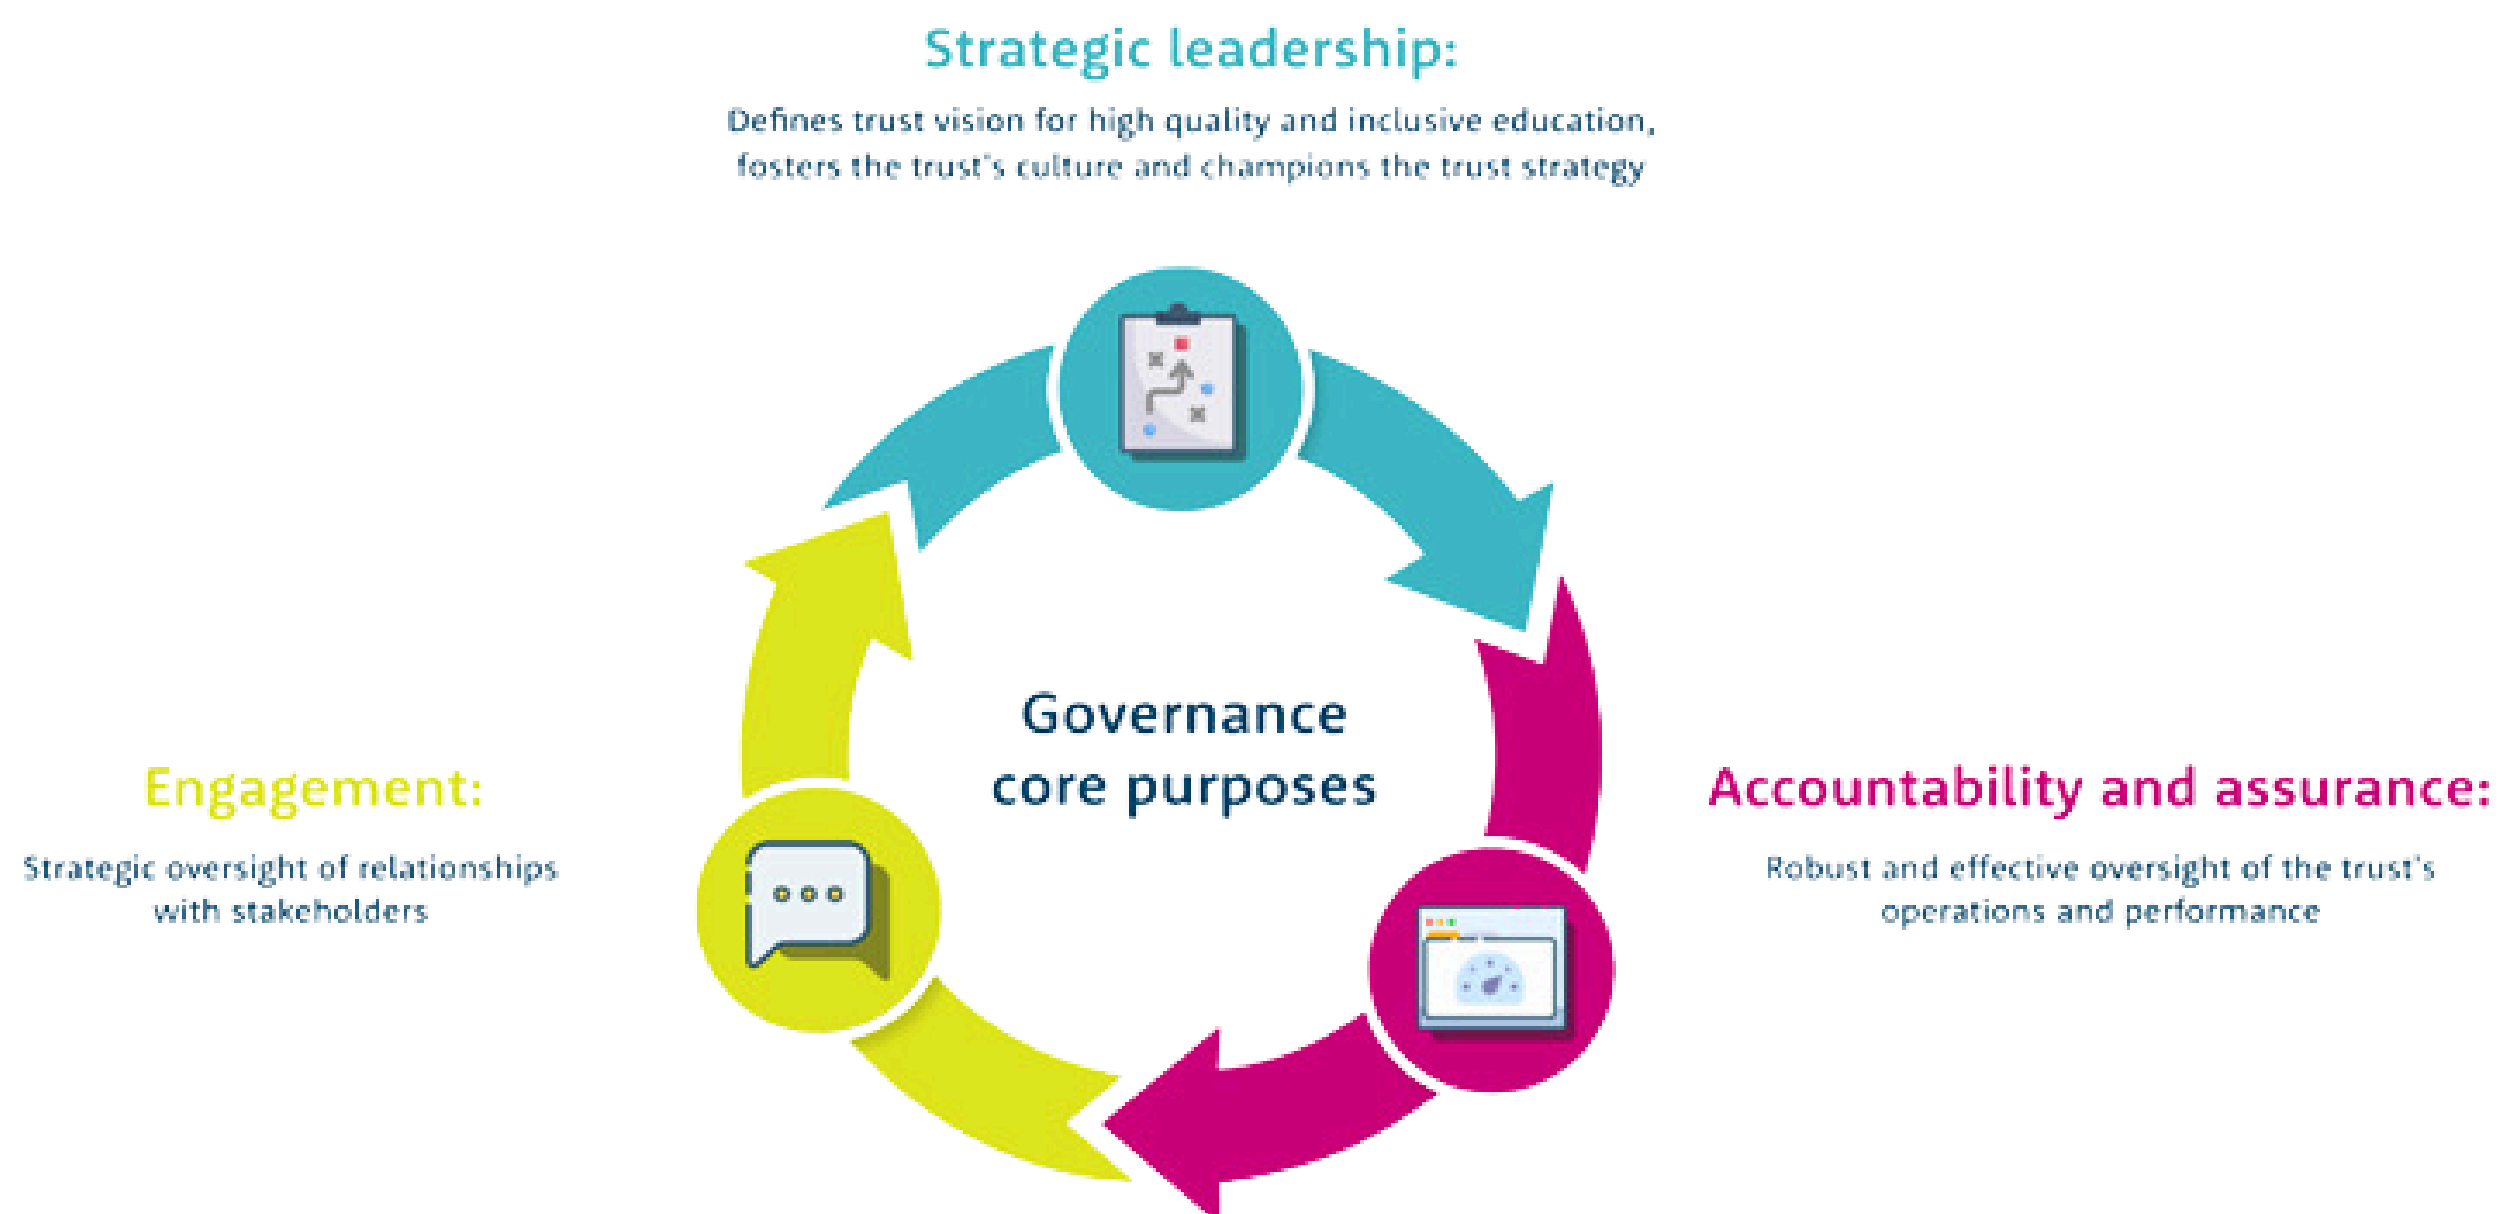 Strategic leadership:
Defines trust vision for high quality and inclusive education,
fosters the trust's culture and champions the trust strategy
Governance
core purposes
Engagement:
Strategic oversight of relationships
with stakeholders
Accountability and assurance:
Robust and effective oversight of the trust's
operations and performance